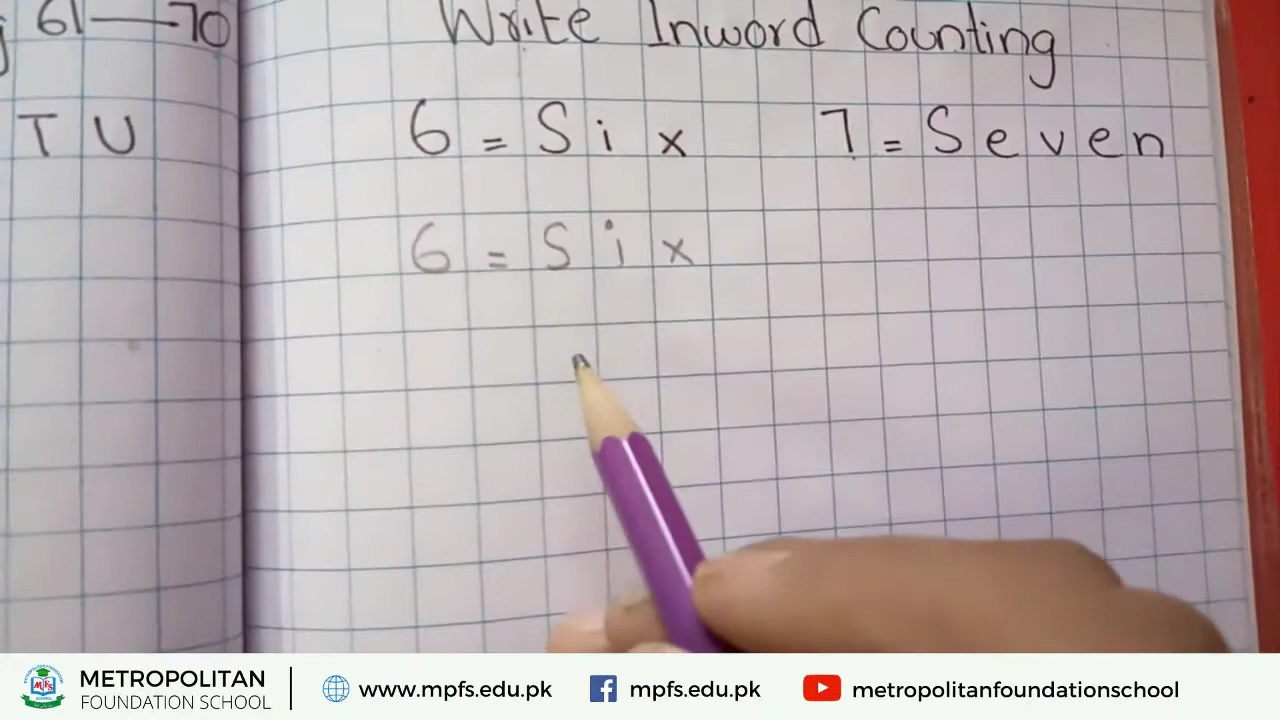 61—70
T U
Write Inword Counting
6 = Six 7 = Seven
6 = Six
METROPOLITAN
FOUNDATION SCHOOL
www.mpfs.edu.pk
mpfs.edu.pk
metropolitanfoundationschool